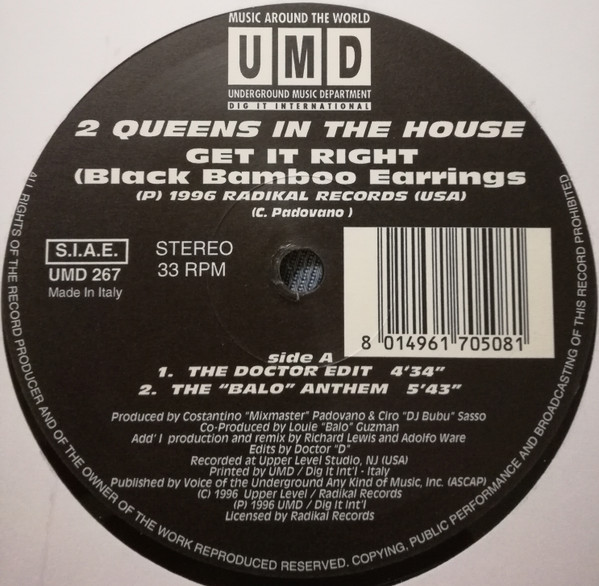 MUSIC AROUND THE WORLD
UMD
UNDERGROUND MUSIC DEPARTMENT
DIG IT INTERNATIONAL
2 QUEENS IN THE HOUSE
GET IT RIGHT
(Black Bamboo Earrings
(P) 1996 RADIKAL RECORDS (USA)
(C. Padovano )
S.I.A.E.
UMD 267
Made In Italy
STEREO
33 RPM
8 014961 705081
side A
1. THE DOCTOR EDIT 4'34"
2. THE "BALO" ANTHEM 5'43"
Produced by Costantino "Mixmaster" Padovano & Ciro "DJ Bubu" Sasso
Co-Produced by Louie "Balo" Guzman
Add'l production and remix by Richard Lewis and Adolfo Ware
Edits by Doctor "D"
Recorded at Upper Level Studio, NJ (USA)
Printed by UMD / Dig It Int'l - Italy
Published by Voice of the Underground Any Kind of Music, Inc. (ASCAP)
(C) 1996 Upper Level / Radikal Records
(P) 1996 UMD / Dig It Int'l
Licensed by Radikal Records
ALL RIGHTS OF THE RECORD PRODUCER AND OF THE OWNER OF THE WORK REPRODUCED RESERVED. COPYING, PUBLIC PERFORMANCE AND BROADCASTING OF THIS RECORD PROHIBITED